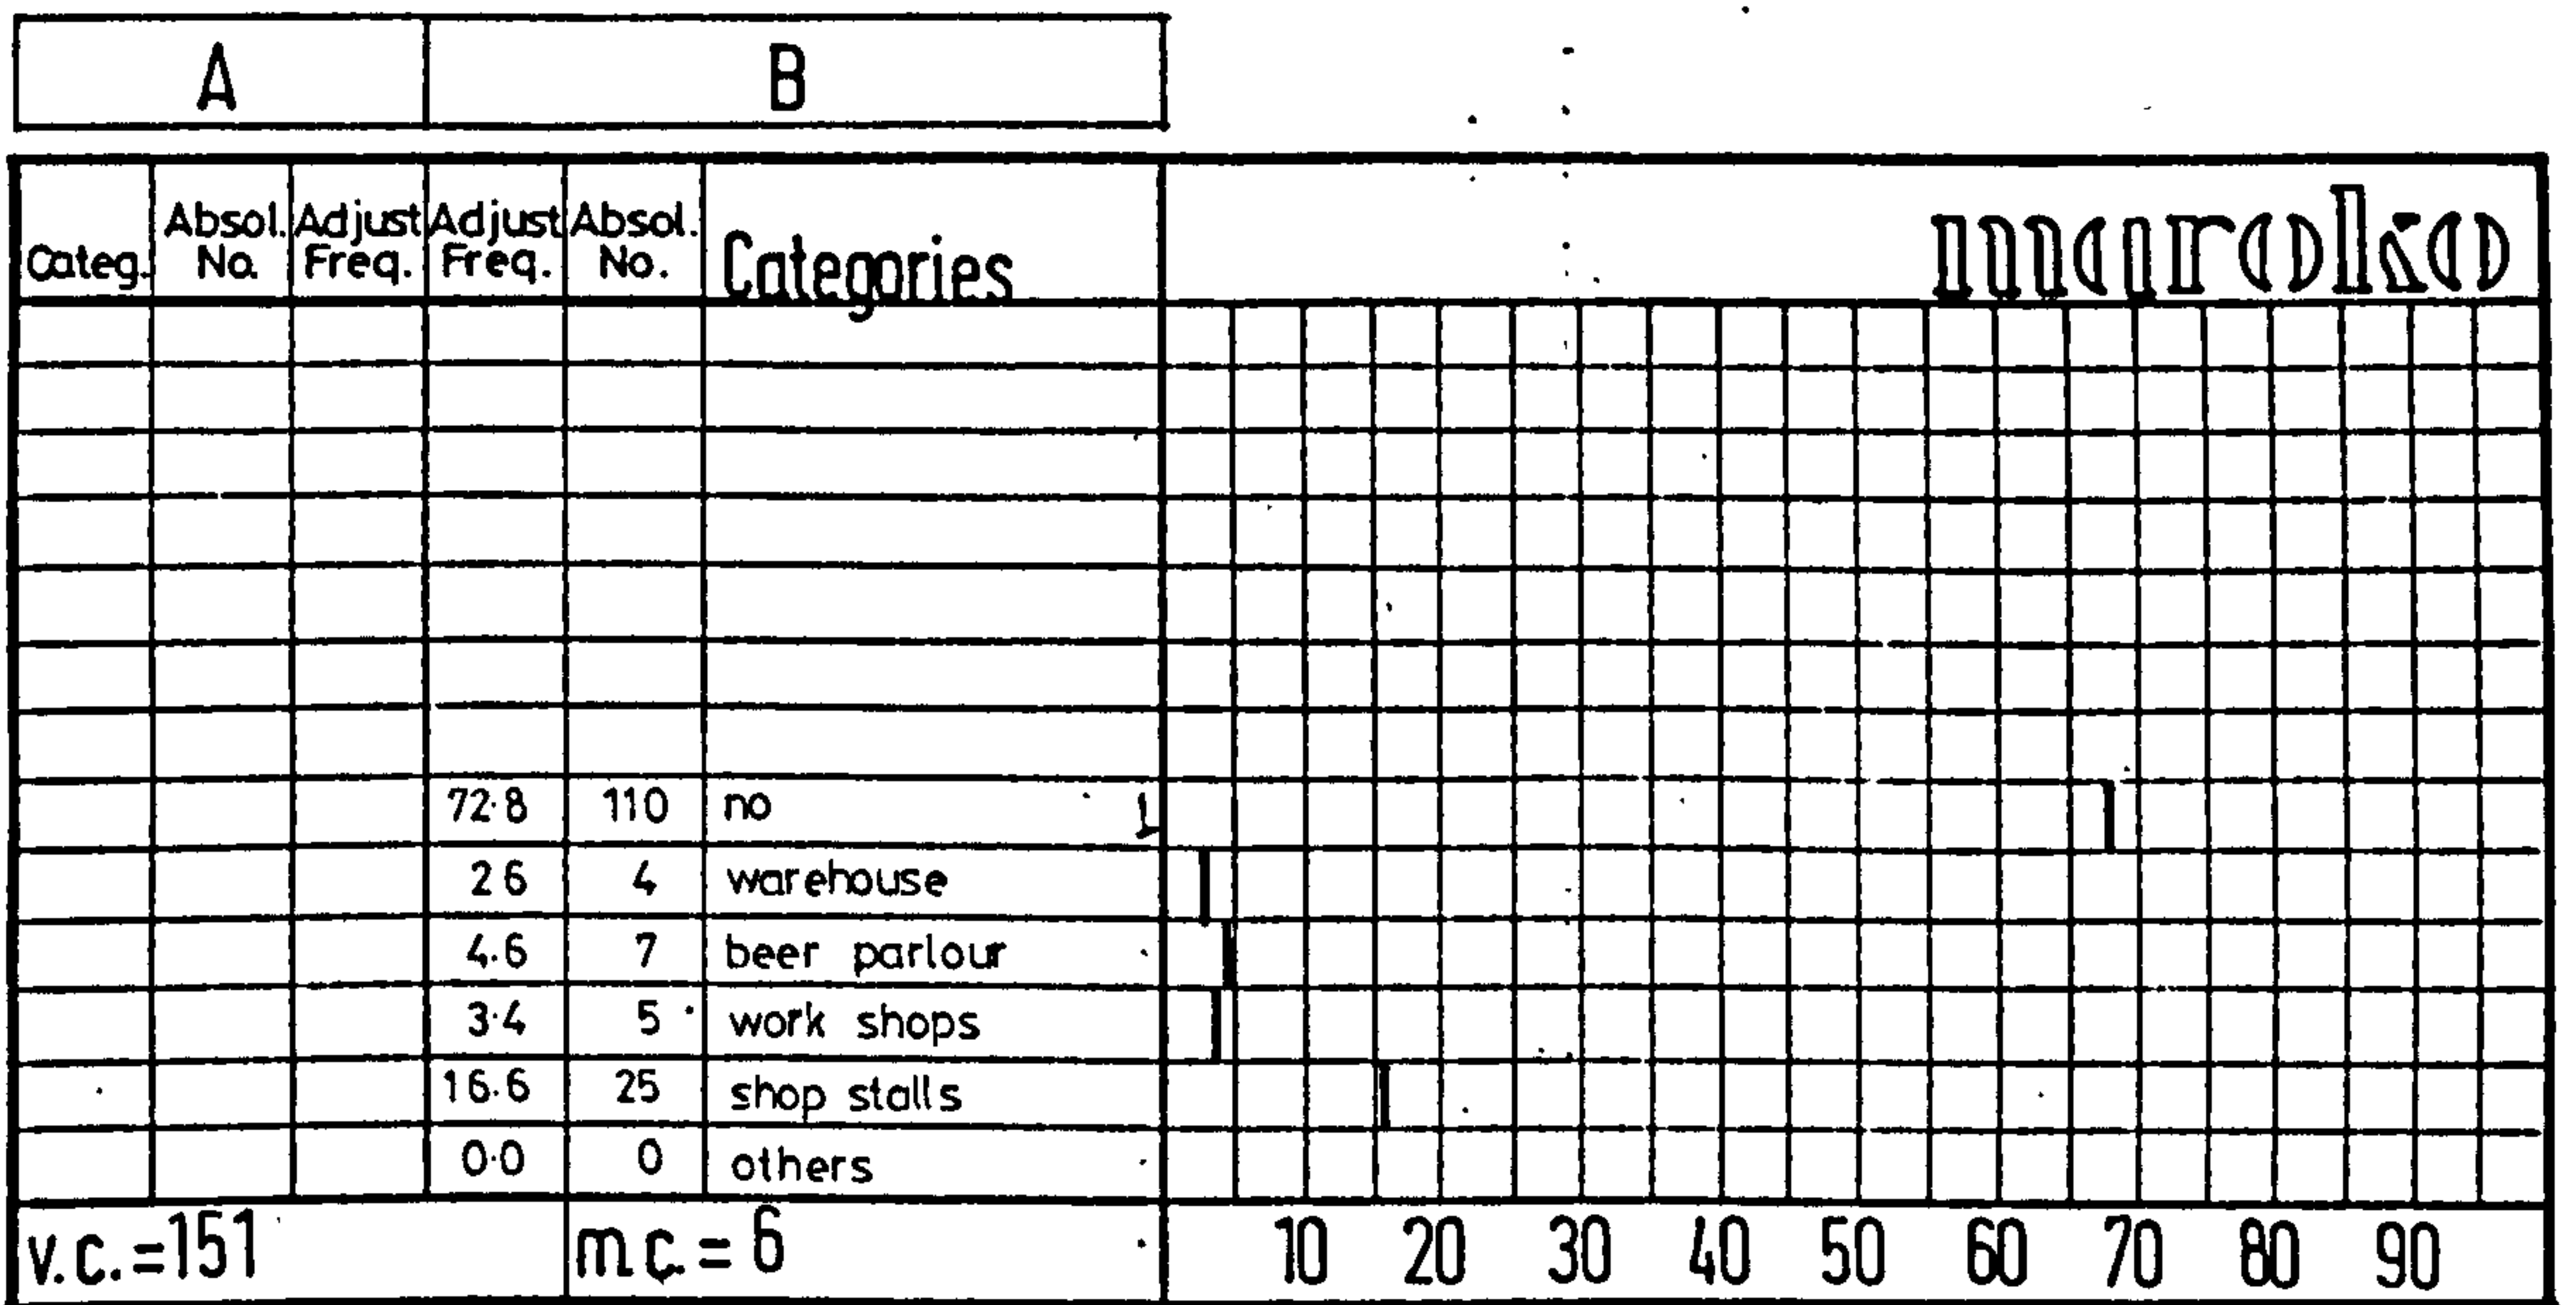 A B
Categ. Absol. No. Adjust Freq. Adjust Freq. Absol. No. Categories maroko
72.8 110 no
2 6 4 warehouse
4.6 7 beer parlour
3.4 5 work shops
16.6 25 shop stalls
0.0 0 others
v.c.=151 m.c.=6 10 20 30 40 50 60 70 80 90